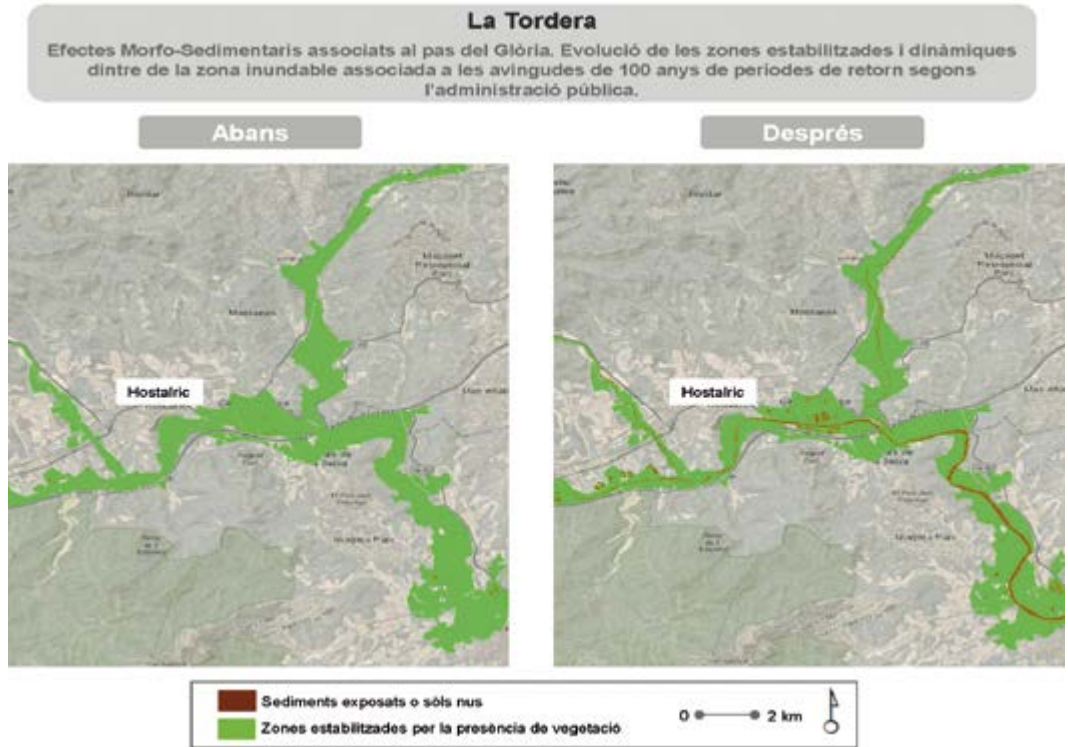 La Tordera
Efectes Morfo-Sedimentaris associats al pas del Glòria. Evolució de les zones estabilitzades i dinàmiques
dintre de la zona inundable associada a les avingudes de 100 anys de periodes de retorn segons
l'administració pública.
Abans
Després
Hostalric
Hostalric
Sediments exposats o sòls nus
Zones estabilitzades per la presència de vegetació
0 2 km